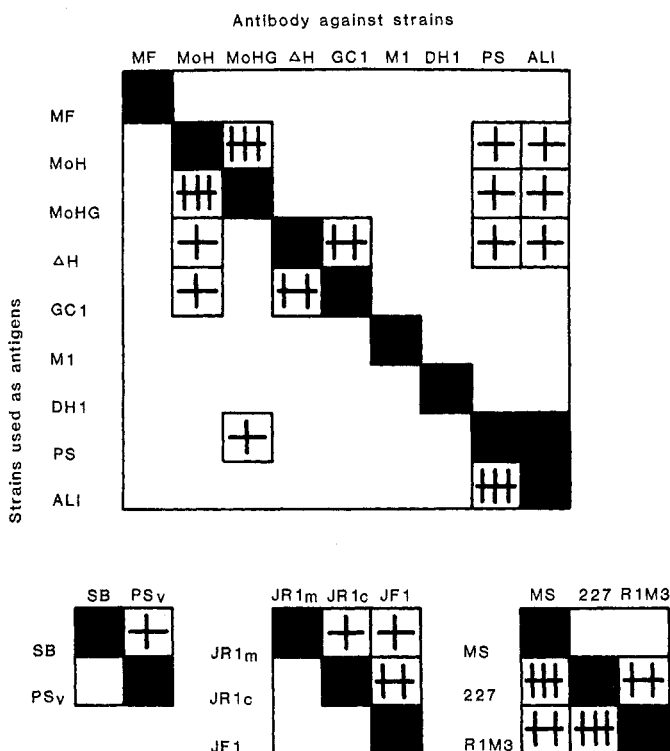 Antibody against strains
MF MoH MoHG ΔH GC1 M1 DH1 PS ALI
Strains used as antigens
MF
MoH
MoHG
ΔH
GC1
M1
DH1
PS
ALI
SB PSv
SB
PSv
JR1m JR1c JF1
JR1m
JR1c
JF1
MS 227 R1M3
MS
227
R1M3